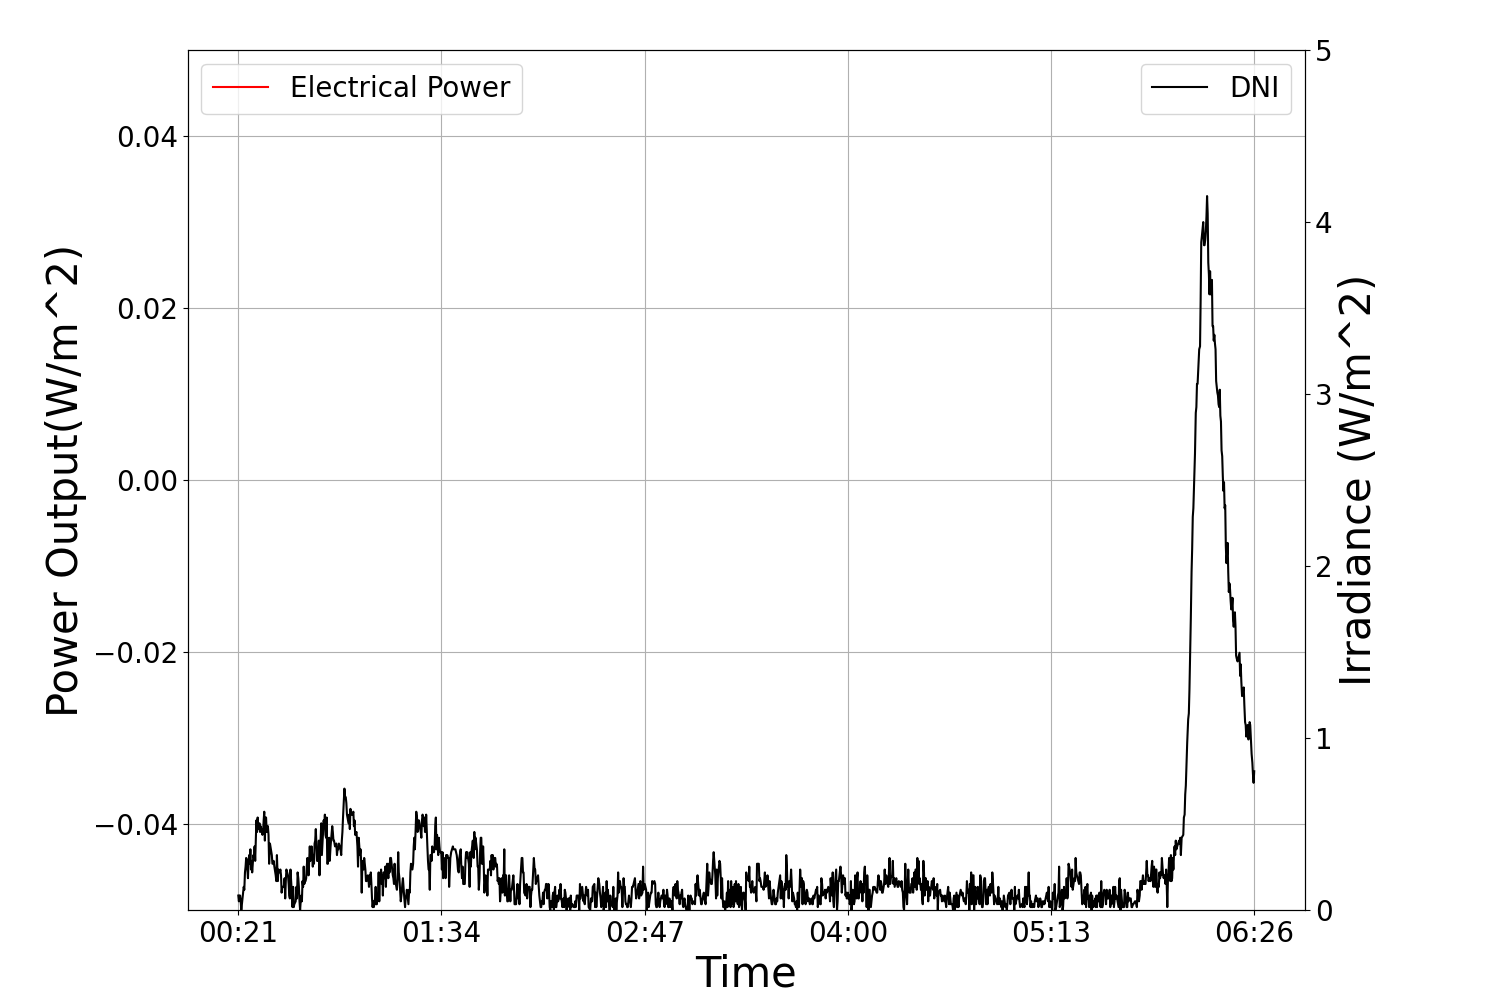 Electrical Power
DNI
Power Output(W/m^2)
0.04
0.02
0.00
−0.02
−0.04
5
4
3
2
1
0
Irradiance (W/m^2)
00:21 01:34 02:47 04:00 05:13 06:26
Time